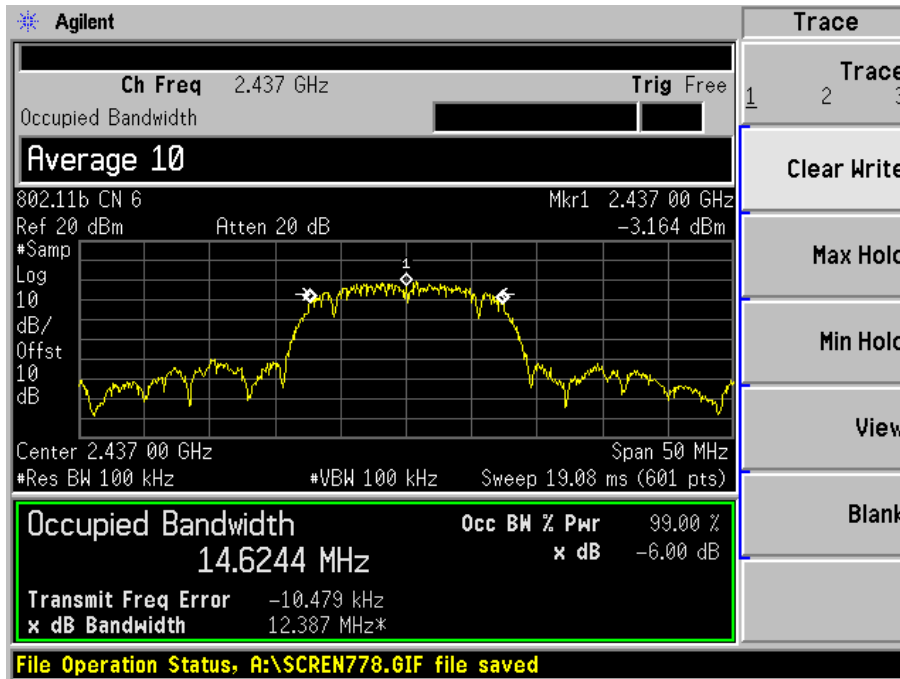 Agilent
Trace
Ch Freq 2.437 GHz Trig Free
Occupied Bandwidth
Average 10
802.11b CN 6 Mkr1 2.437 00 GHz
Ref 20 dBm Atten 20 dB -3.164 dBm
#Samp
Log
10
dB/
Offst
10
dB
1
Center 2.437 00 GHz Span 50 MHz
#Res BW 100 kHz #VBW 100 kHz Sweep 19.08 ms (601 pts)
Occupied Bandwidth
14.6244 MHz
Occ BW % Pwr 99.00 %
x dB -6.00 dB
Transmit Freq Error -10.479 kHz
x dB Bandwidth 12.387 MHz*
File Operation Status, A:\SCREN778.GIF file saved
Trace
1 2 3
Clear Write
Max Hold
Min Hold
View
Blank